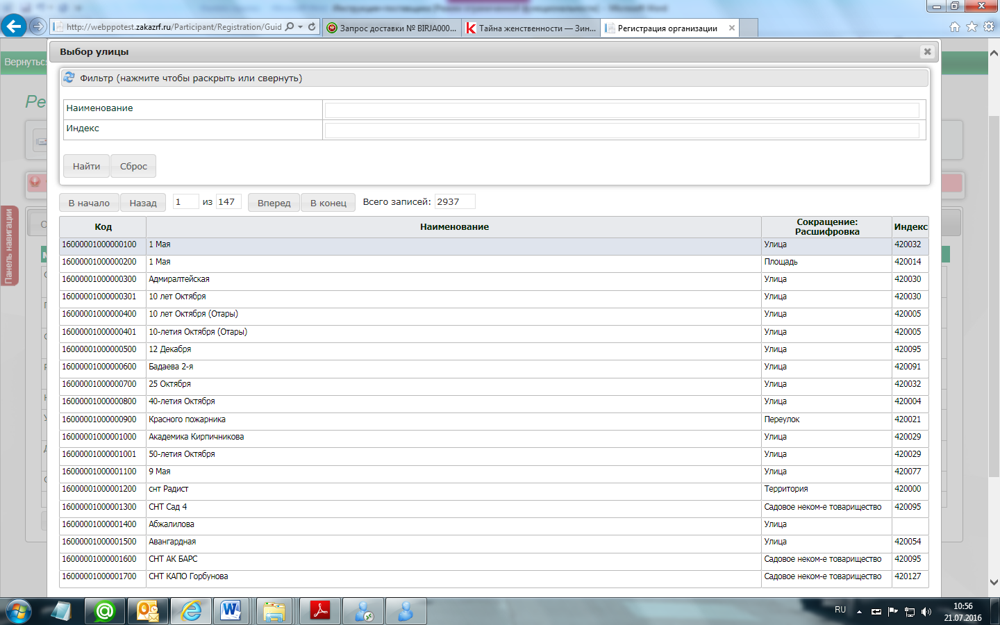 Инструкция поставщика [Режим ограниченной функциональности] - Microsoft Word
http://webppotest.zakazrf.ru/Participant/Registration/Guid
Запрос доставки № BIRJA000...
Тайна женственности — Зин...
Регистрация организации
Вернуться
Выбор улицы
Фильтр (нажмите чтобы раскрыть или свернуть)
Ре
Наименование
Индекс
Найти Сброс
В начало Назад 1 из 147 Вперед В конец Всего записей: 2937
Панель навигации
Код Наименование Сокращение: Индекс
Расшифровка
16000001000000100 1 Мая Улица 420032
16000001000000200 1 Мая Площадь 420014
16000001000000300 Адмиралтейская Улица 420030
16000001000000301 10 лет Октября Улица 420030
16000001000000400 10 лет Октября (Отары) Улица 420005
16000001000000401 10-летия Октября (Отары) Улица 420005
16000001000000500 12 Декабря Улица 420095
16000001000000600 Бадаева 2-я Улица 420091
16000001000000700 25 Октября Улица 420032
16000001000000800 40-летия Октября Улица 420004
16000001000000900 Красного пожарника Переулок 420021
16000001000001000 Академика Кирпичникова Улица 420029
16000001000001001 50-летия Октября Улица 420029
16000001000001100 9 Мая Улица 420077
16000001000001200 снт Радист Территория 420000
16000001000001300 СНТ Сад 4 Садовое неком-е товарищество 420095
16000001000001400 Абжалилова Улица
16000001000001500 Авангардная Улица 420054
16000001000001600 СНТ АК БАРС Садовое неком-е товарищество 420095
16000001000001700 СНТ КАПО Горбунова Садовое неком-е товарищество 420127
RU
10:56
21.07.2016